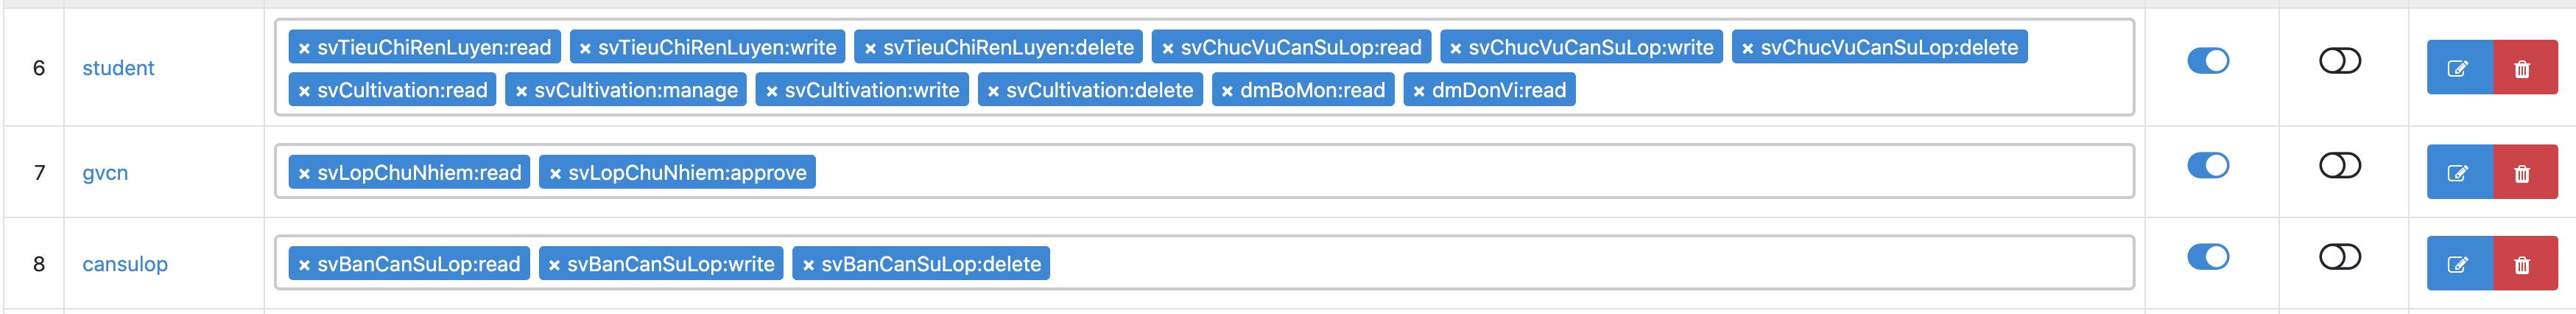 6 student × svTieuChiRenLuyen:read × svTieuChiRenLuyen:write × svTieuChiRenLuyen:delete × svChucVuCanSuLop:read × svChucVuCanSuLop:write × svChucVuCanSuLop:delete
× svCultivation:read × svCultivation:manage × svCultivation:write × svCultivation:delete × dmBoMon:read × dmDonVi:read
7 gvcn × svLopChuNhiem:read × svLopChuNhiem:approve
8 cansulop × svBanCanSuLop:read × svBanCanSuLop:write × svBanCanSuLop:delete